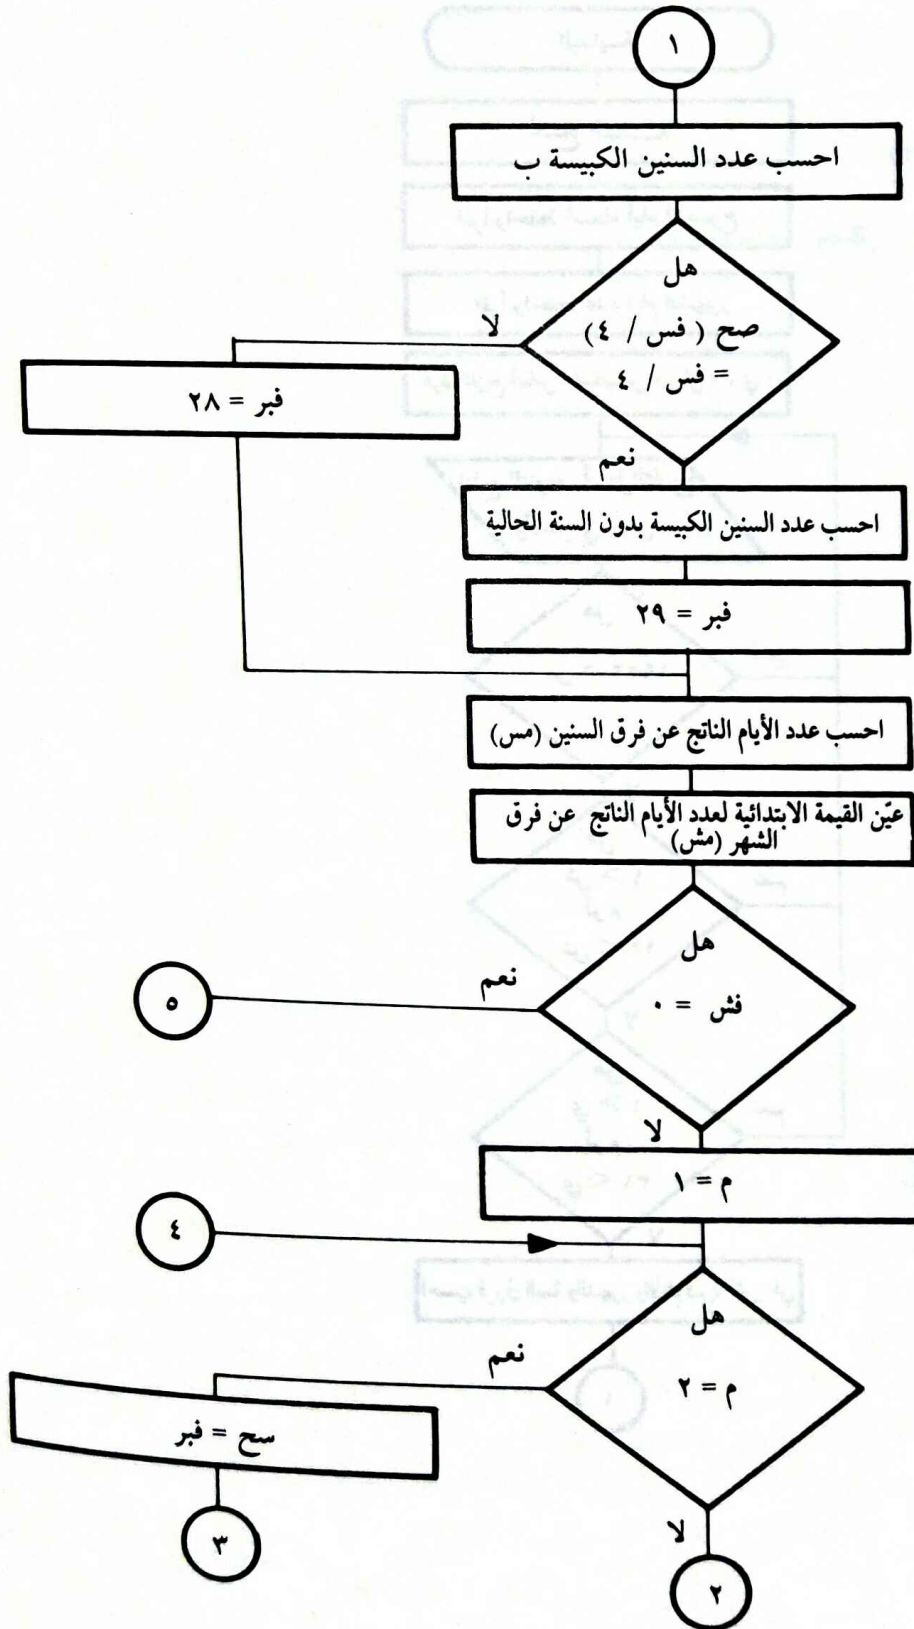 ١
احسب عدد السنين الكبيسة ب
هل
صح ( فس / ٤)
= فس / ٤
لا
فبر = ٢٨
نعم
احسب عدد السنين الكبيسة بدون السنة الحالية
فبر = ٢٩
احسب عدد الأيام الناتج عن فرق السنين (مس)
عيّن القيمة الابتدائية لعدد الأيام الناتج عن فرق
الشهر (مش)
هل
فش = ٠
نعم
٥
لا
م = ١
٤
هل
م = ٢
نعم
سح = فبر
٣
لا
٢